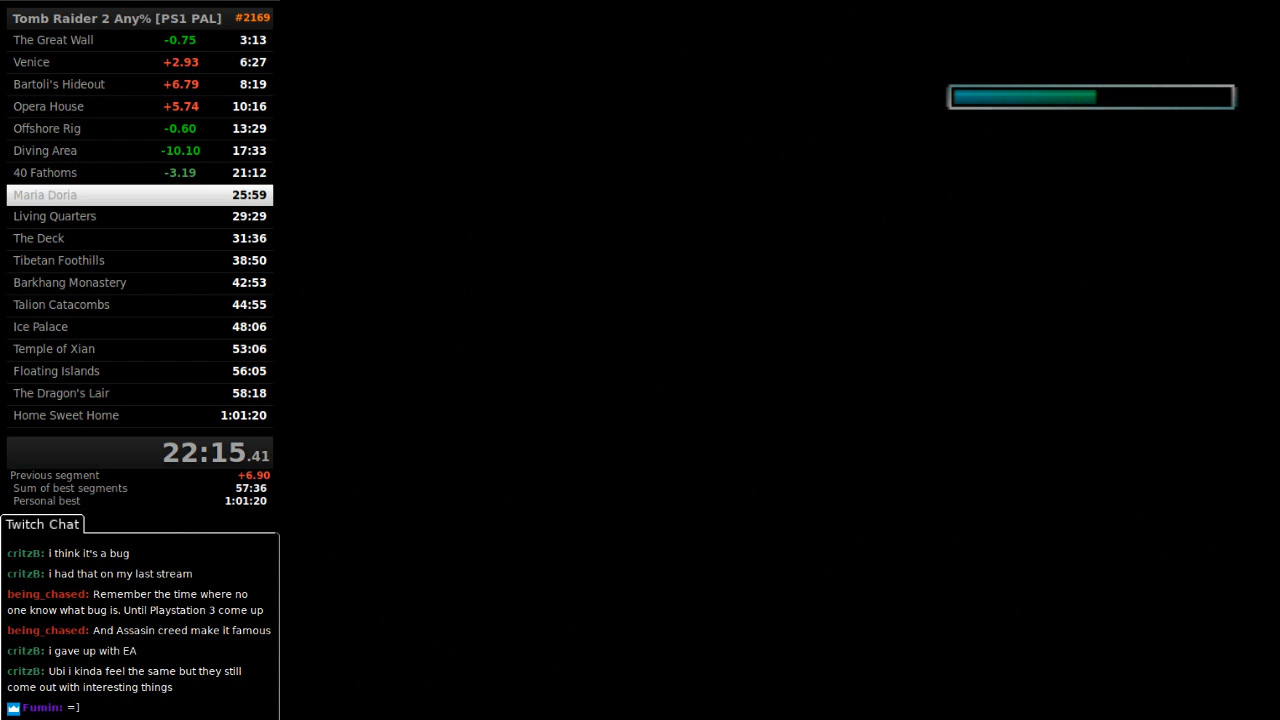 Tomb Raider 2 Any% [PS1 PAL] #2169
The Great Wall -0.75 3:13
Venice +2.93 6:27
Bartoli's Hideout +6.79 8:19
Opera House +5.74 10:16
Offshore Rig -0.60 13:29
Diving Area -10.10 17:33
40 Fathoms -3.19 21:12
Maria Doria 25:59
Living Quarters 29:29
The Deck 31:36
Tibetan Foothills 38:50
Barkhang Monastery 42:53
Talion Catacombs 44:55
Ice Palace 48:06
Temple of Xian 53:06
Floating Islands 56:05
The Dragon's Lair 58:18
Home Sweet Home 1:01:20
22:15.41
Previous segment +6.90
Sum of best segments 57:36
Personal best 1:01:20
Twitch Chat
critzB: i think it's a bug
critzB: i had that on my last stream
being_chased: Remember the time where no
one know what bug is. Until Playstation 3 come up
being_chased: And Assasin creed make it famous
critzB: i gave up with EA
critzB: Ubi i kinda feel the same but they still
come out with interesting things
Fumin: =]